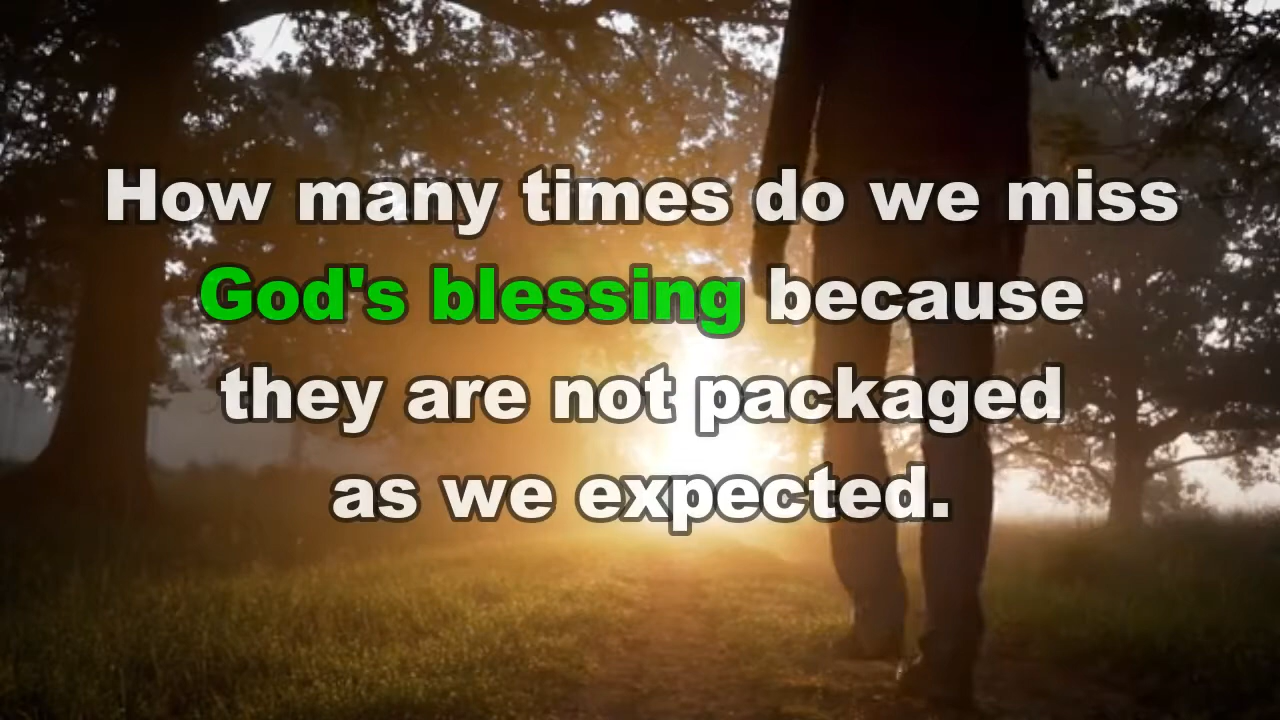 How many times do we miss
God's blessing because
they are not packaged
as we expected.